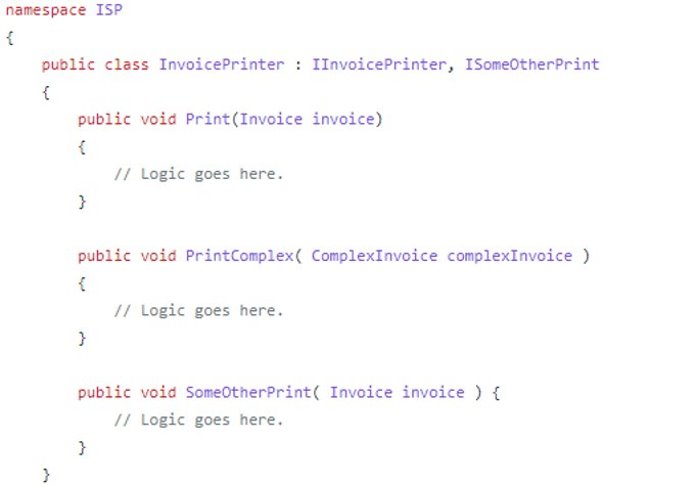 namespace ISP
{
    public class InvoicePrinter : IInvoicePrinter, ISomeOtherPrint
    {
        public void Print(Invoice invoice)
        {
            // Logic goes here.
        }

        public void PrintComplex( ComplexInvoice complexInvoice )
        {
            // Logic goes here.
        }

        public void SomeOtherPrint( Invoice invoice ) {
            // Logic goes here.
        }
    }